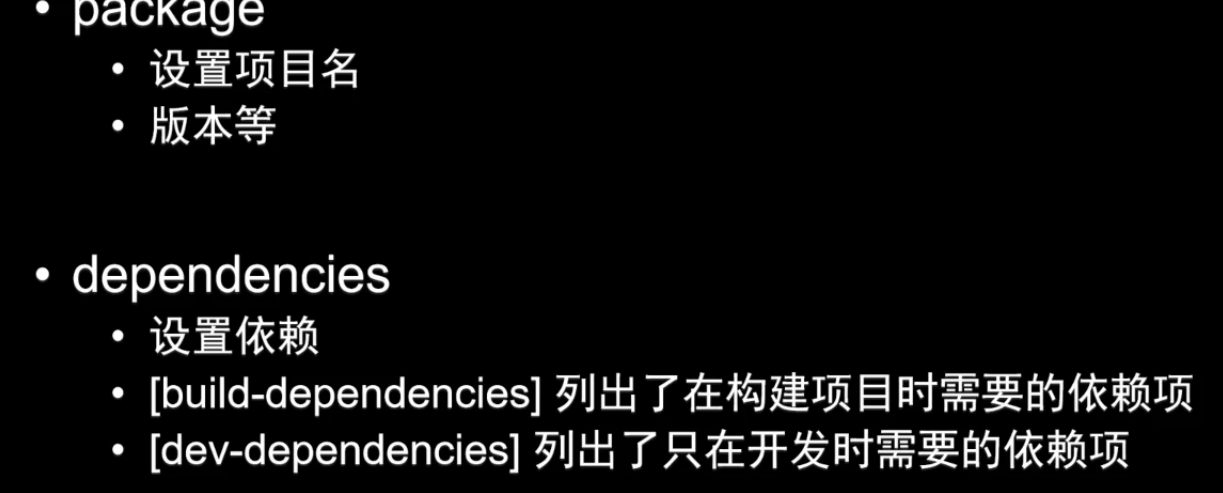 • package
• 设置项目名
• 版本等
• dependencies
• 设置依赖
• [build-dependencies] 列出了在构建项目时需要的依赖项
• [dev-dependencies] 列出了只在开发时需要的依赖项